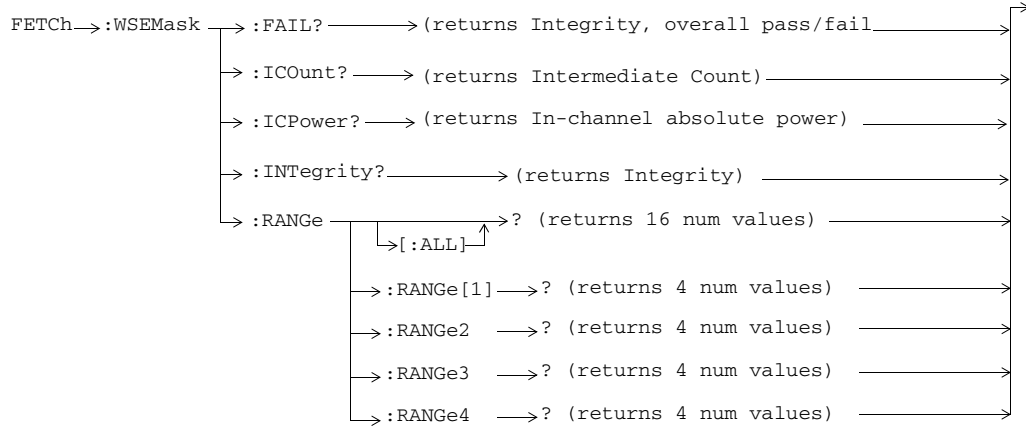 FETCh :WSEMask :FAIL? (returns Integrity, overall pass/fail
:ICOunt? (returns Intermediate Count)
:ICPower? (returns In-channel absolute power)
:INTegrity? (returns Integrity)
:RANGe ? (returns 16 num values)
[:ALL]
:RANGe[1] ? (returns 4 num values)
:RANGe2 ? (returns 4 num values)
:RANGe3 ? (returns 4 num values)
:RANGe4 ? (returns 4 num values)